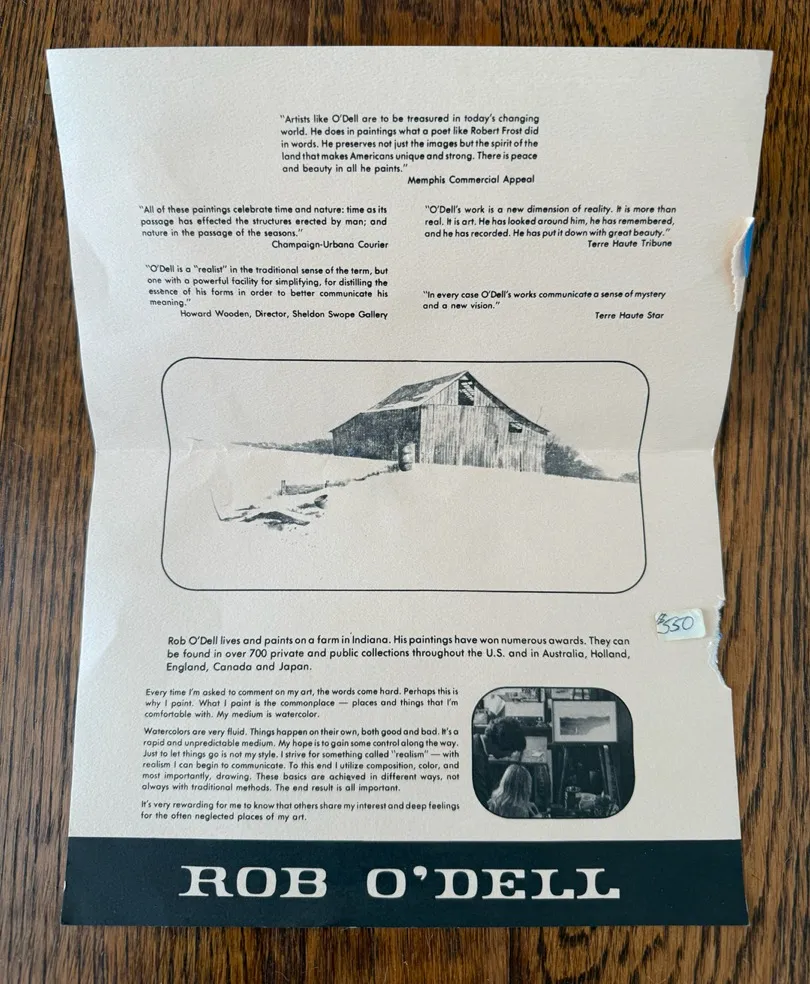 "Artists like O'Dell are to be treasured in today's changing
world. He does in paintings what a poet like Robert Frost did
in words. He preserves not just the images but the spirit of the
land that makes Americans unique and strong. There is peace
and beauty in all he paints."
Memphis Commercial Appeal
"All of these paintings celebrate time and nature: time as its
passage has effected the structures erected by man; and
nature in the passage of the seasons."
Champaign-Urbana Courier
"O'Dell's work is a new dimension of reality. It is more than
real. It is art. He has looked around him, he has remembered,
and he has recorded. He has put it down with great beauty."
Terre Haute Tribune
"O'Dell is a "realist" in the traditional sense of the term, but
one with a powerful facility for simplifying, for distilling the
essence of his forms in order to better communicate his
meaning."
Howard Wooden, Director, Sheldon Swope Gallery
"In every case O'Dell's works communicate a sense of mystery
and a new vision."
Terre Haute Star
Rob O'Dell lives and paints on a farm in Indiana. His paintings have won numerous awards. They can
be found in over 700 private and public collections throughout the U.S. and in Australia, Holland,
England, Canada and Japan.
$550
Every time I'm asked to comment on my art, the words come hard. Perhaps this is
why I paint. What I paint is the commonplace — places and things that I'm
comfortable with. My medium is watercolor.
Watercolors are very fluid. Things happen on their own, both good and bad. It's a
rapid and unpredictable medium. My hope is to gain some control along the way.
Just to let things go is not my style. I strive for something called "realism" — with
realism I can begin to communicate. To this end I utilize composition, color, and
most importantly, drawing. These basics are achieved in different ways, not
always with traditional methods. The end result is all important.
It's very rewarding for me to know that others share my interest and deep feelings
for the often neglected places of my art.
ROB O'DELL